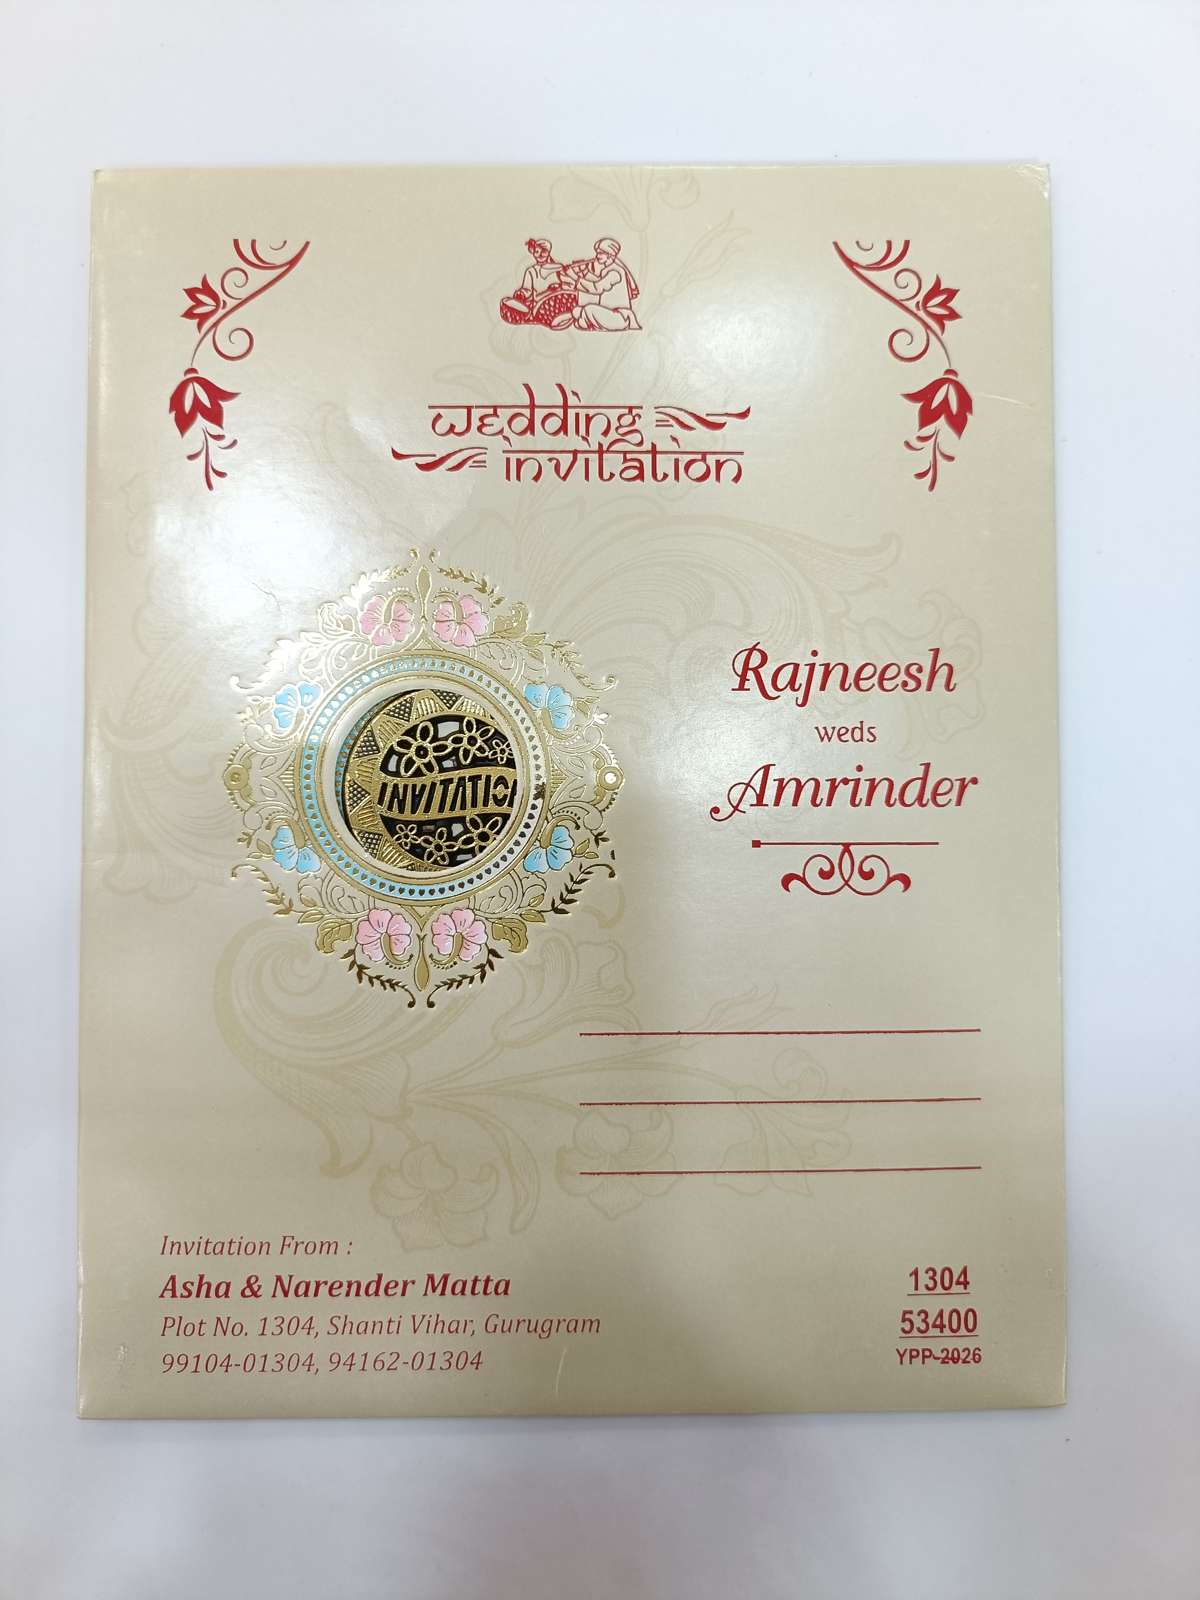 wedding
invitation
INVITATIO
Rajneesh
weds
Amrinder
Invitation From :
Asha & Narender Matta
Plot No. 1304, Shanti Vihar, Gurugram
99104-01304, 94162-01304
1304
53400
YPP-2026